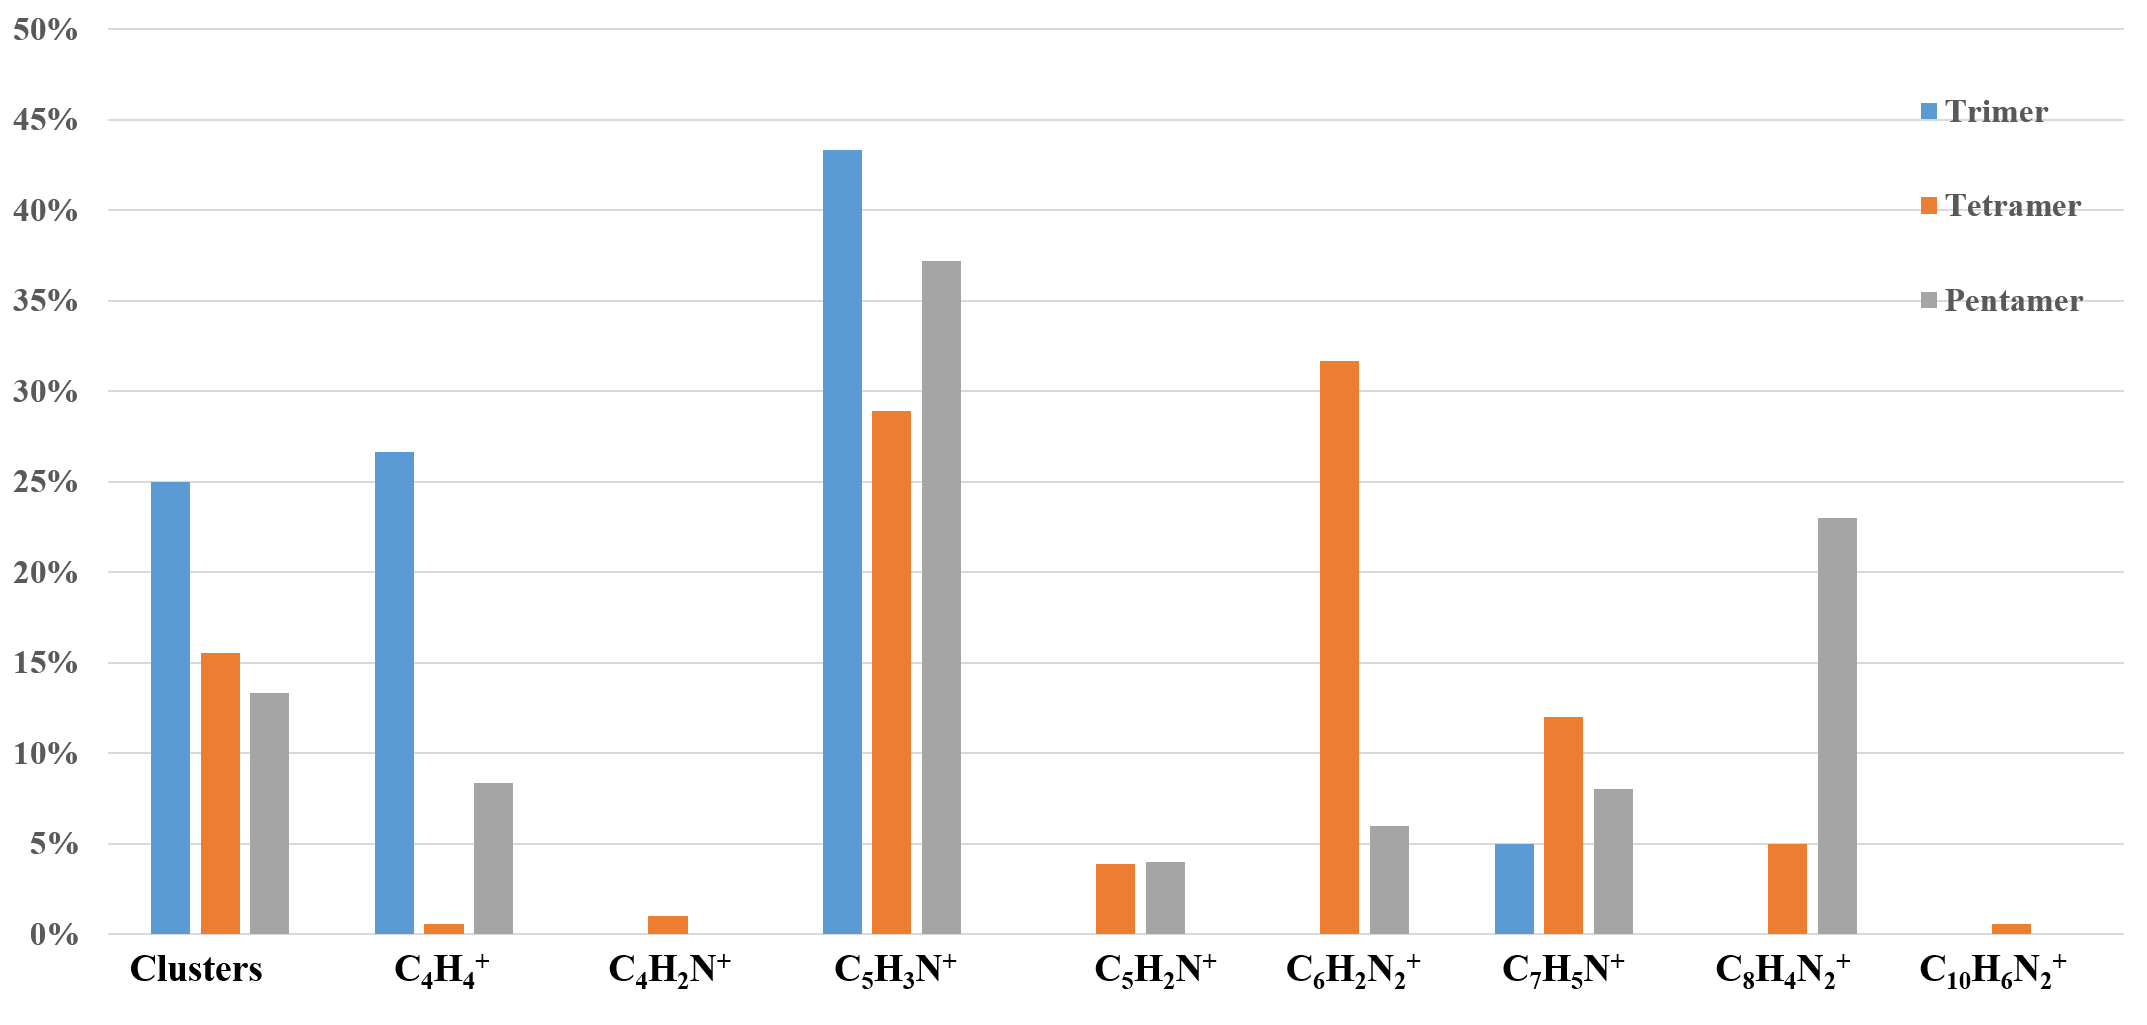 50%
45%
40%
35%
30%
25%
20%
15%
10%
5%
0%
Trimer
Tetramer
Pentamer
Clusters C₄H₄⁺ C₄H₂N⁺ C₅H₃N⁺ C₅H₂N⁺ C₆H₂N₂⁺ C₇H₅N⁺ C₈H₄N₂⁺ C₁₀H₆N₂⁺